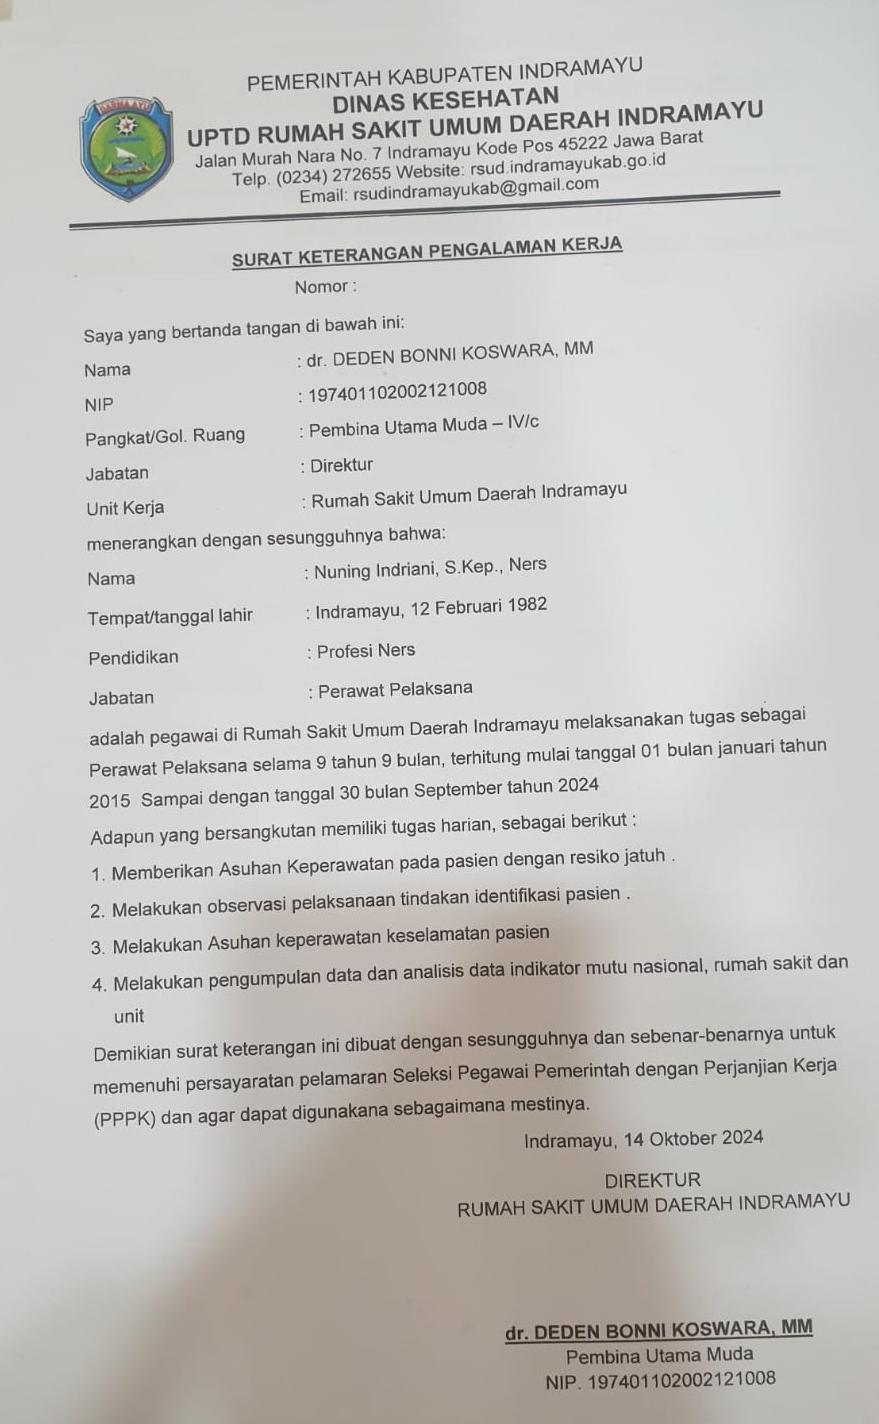 DARMA AYU
PEMERINTAH KABUPATEN INDRAMAYU
DINAS KESEHATAN
UPTD RUMAH SAKIT UMUM DAERAH INDRAMAYU
Jalan Murah Nara No. 7 Indramayu Kode Pos 45222 Jawa Barat
Telp. (0234) 272655 Website: rsud.indramayukab.go.id
Email: rsudindramayukab@gmail.com
SURAT KETERANGAN PENGALAMAN KERJA
Nomor :
Saya yang bertanda tangan di bawah ini:
Nama : dr. DEDEN BONNI KOSWARA, MM
NIP : 197401102002121008
Pangkat/Gol. Ruang : Pembina Utama Muda – IV/c
Jabatan : Direktur
Unit Kerja : Rumah Sakit Umum Daerah Indramayu
menerangkan dengan sesungguhnya bahwa:
Nama : Nuning Indriani, S.Kep., Ners
Tempat/tanggal lahir : Indramayu, 12 Februari 1982
Pendidikan : Profesi Ners
Jabatan : Perawat Pelaksana
adalah pegawai di Rumah Sakit Umum Daerah Indramayu melaksanakan tugas sebagai
Perawat Pelaksana selama 9 tahun 9 bulan, terhitung mulai tanggal 01 bulan januari tahun
2015 Sampai dengan tanggal 30 bulan September tahun 2024
Adapun yang bersangkutan memiliki tugas harian, sebagai berikut :
1. Memberikan Asuhan Keperawatan pada pasien dengan resiko jatuh .
2. Melakukan observasi pelaksanaan tindakan identifikasi pasien .
3. Melakukan Asuhan keperawatan keselamatan pasien
4. Melakukan pengumpulan data dan analisis data indikator mutu nasional, rumah sakit dan
unit
Demikian surat keterangan ini dibuat dengan sesungguhnya dan sebenar-benarnya untuk
memenuhi persayaratan pelamaran Seleksi Pegawai Pemerintah dengan Perjanjian Kerja
(PPPK) dan agar dapat digunakana sebagaimana mestinya.
Indramayu, 14 Oktober 2024
DIREKTUR
RUMAH SAKIT UMUM DAERAH INDRAMAYU
dr. DEDEN BONNI KOSWARA, MM
Pembina Utama Muda
NIP. 197401102002121008